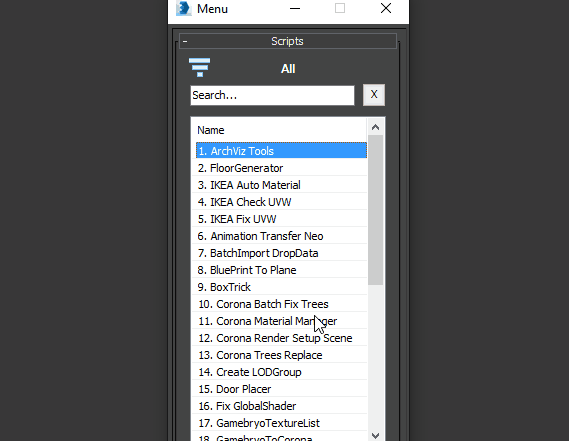 Menu
- Scripts
All
Search... X
Name
1. ArchViz Tools
2. FloorGenerator
3. IKEA Auto Material
4. IKEA Check UVW
5. IKEA Fix UVW
6. Animation Transfer Neo
7. BatchImport DropData
8. BluePrint To Plane
9. BoxTrick
10. Corona Batch Fix Trees
11. Corona Material Manager
12. Corona Render Setup Scene
13. Corona Trees Replace
14. Create LODGroup
15. Door Placer
16. Fix GlobalShader
17. GamebryoTextureList
18. GamebryoToCorona